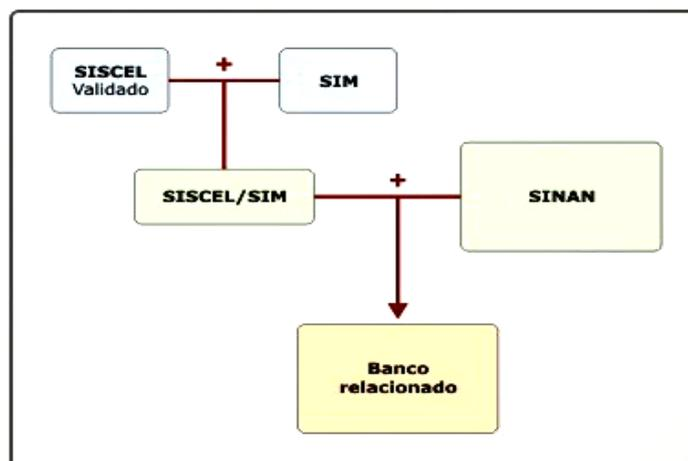 SISCEL
Validado
+
SIM
SISCEL/SIM
+
SINAN
Banco
relacionado